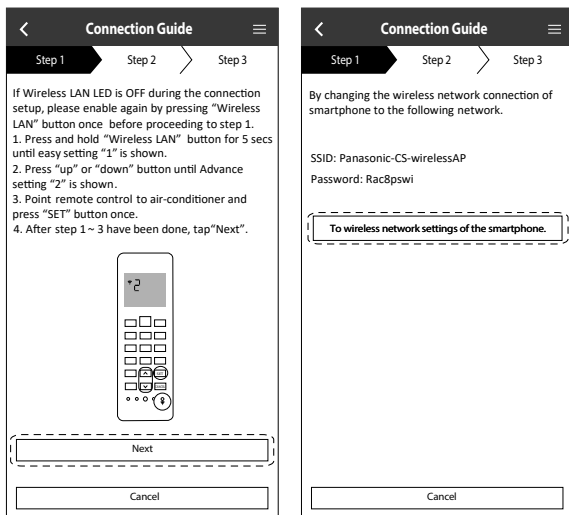 Connection Guide
Step 1 Step 2 Step 3
If Wireless LAN LED is OFF during the connection
setup, please enable again by pressing "Wireless
LAN" button once before proceeding to step 1.
1. Press and hold "Wireless LAN" button for 5 secs
until easy setting "1" is shown.
2. Press "up" or "down" button until Advance
setting "2" is shown.
3. Point remote control to air-conditioner and
press "SET" button once.
4. After step 1 ~ 3 have been done, tap"Next".
2
SET
Next
Cancel
Connection Guide
Step 1 Step 2 Step 3
By changing the wireless network connection of
smartphone to the following network.
SSID: Panasonic-CS-wirelessAP
Password: Rac8pswi
To wireless network settings of the smartphone.
Cancel